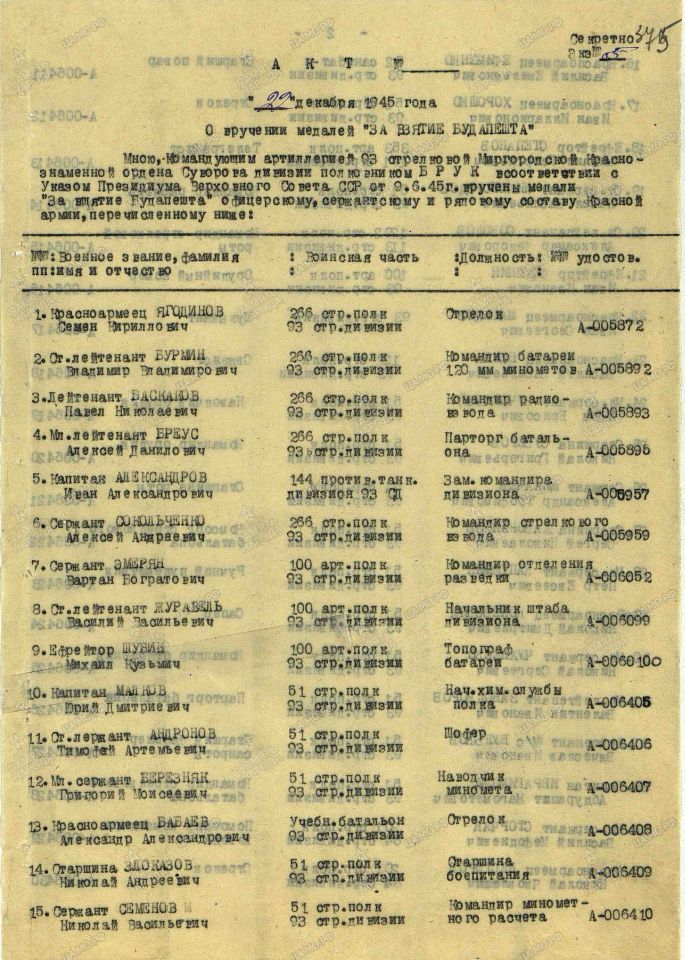 Секретно
Экз № 5
375
А К Т №
"22" декабря 1945 года
О вручении медалей "ЗА ВЗЯТИЕ БУДАПЕШТА"
Мною, Командующим артиллерией 93 стрелковой Миргородской Красно-
знаменной ордена Суворова дивизии полковником Б Р У К всоответствии с
Указом Президиума Верховного Совета ССР от 9.6.45г. вручены медали
"За взятие Будапешта" офицерскому, сержантскому и рядовому составу Красной
армии, перечисленному ниже:
№№:Военное звание, фамилия : Воинская часть :Должность: №№ удостов.
пп:имя и отчество : : :
1. Красноармеец ЯГОДИНОВ 266 стр.полк Стрелок
Семен Кириллович 93 стр.дивизии А-005872
2. Ст.лейтенант БУРМИН 266 стр.полк Командир батареи
Владимир Владимирович 93 стр.дивизии 120 мм минометов А-005892
3.Лейтенант БАСКАКОВ 266 стр.полк Командир радио-
Павел Николаевич 93 стр.дивизии взвода А-005893
4. Мл.лейтенант БРЕУС 266 стр.полк Парторг баталь-
Алексей Данилович 93 стр.дивизии она А-005895
5. Капитан АЛЕКСАНДРОВ 144 против.танк. Зам.командира
Иван Александрович дивизион 93 СД дивизиона А-005957
6. Сержант СОКОЛЬЧЕНКО 266 стр.полк Командир стрелкового
Алексей Андреевич 93 стр.дивизии взвода А-005959
7. Сержант ЭМЕРЯН 100 арт.полк Командир отделения
Вартан Богратович 93 стр.дивизии разведки А-006052
8. Ст.лейтенант ЖУРАВЕЛЬ 100 арт.полк Начальник штаба
Василий Васильевич 93 стр.дивизии дивизиона А-006099
9.Ефрейтор ШУБИН 100 арт.полк Топограф
Михаил Кузьмич 93 стр.дивизии батареи А-0060100
10. Капитан МАЛКОВ 51 стр.полк Нач.хим.службы
Юрий Дмитриевич 93 стр.дивизии полка А-006405
11. Ст.лержант АНДРОНОВ 51 стр.полк Шофер
Тимофей Артемьевич 93 стр.дивизии А-006406
12. Мл.сержант БЕРЕЗНЯК 51 стр.полк Наводчик
Григорий Моисеевич 93 стр.дивизии миномета А-006407
13. Красноармеец БАБАЕВ Учебн.батальон Стрелок
Александр Александрович 93 стр.дивизии А-006408
14. Старшина ЗЛОКАЗОВ 51 стр.полк Старшина
Николай Андреевич 93 стр.дивизии боепитания А-006409
15. Сержант СЕМЕНОВ 51 стр.полк Командир миномет-
Николай Васильевич 93 стр.дивизии ного расчета А-006410